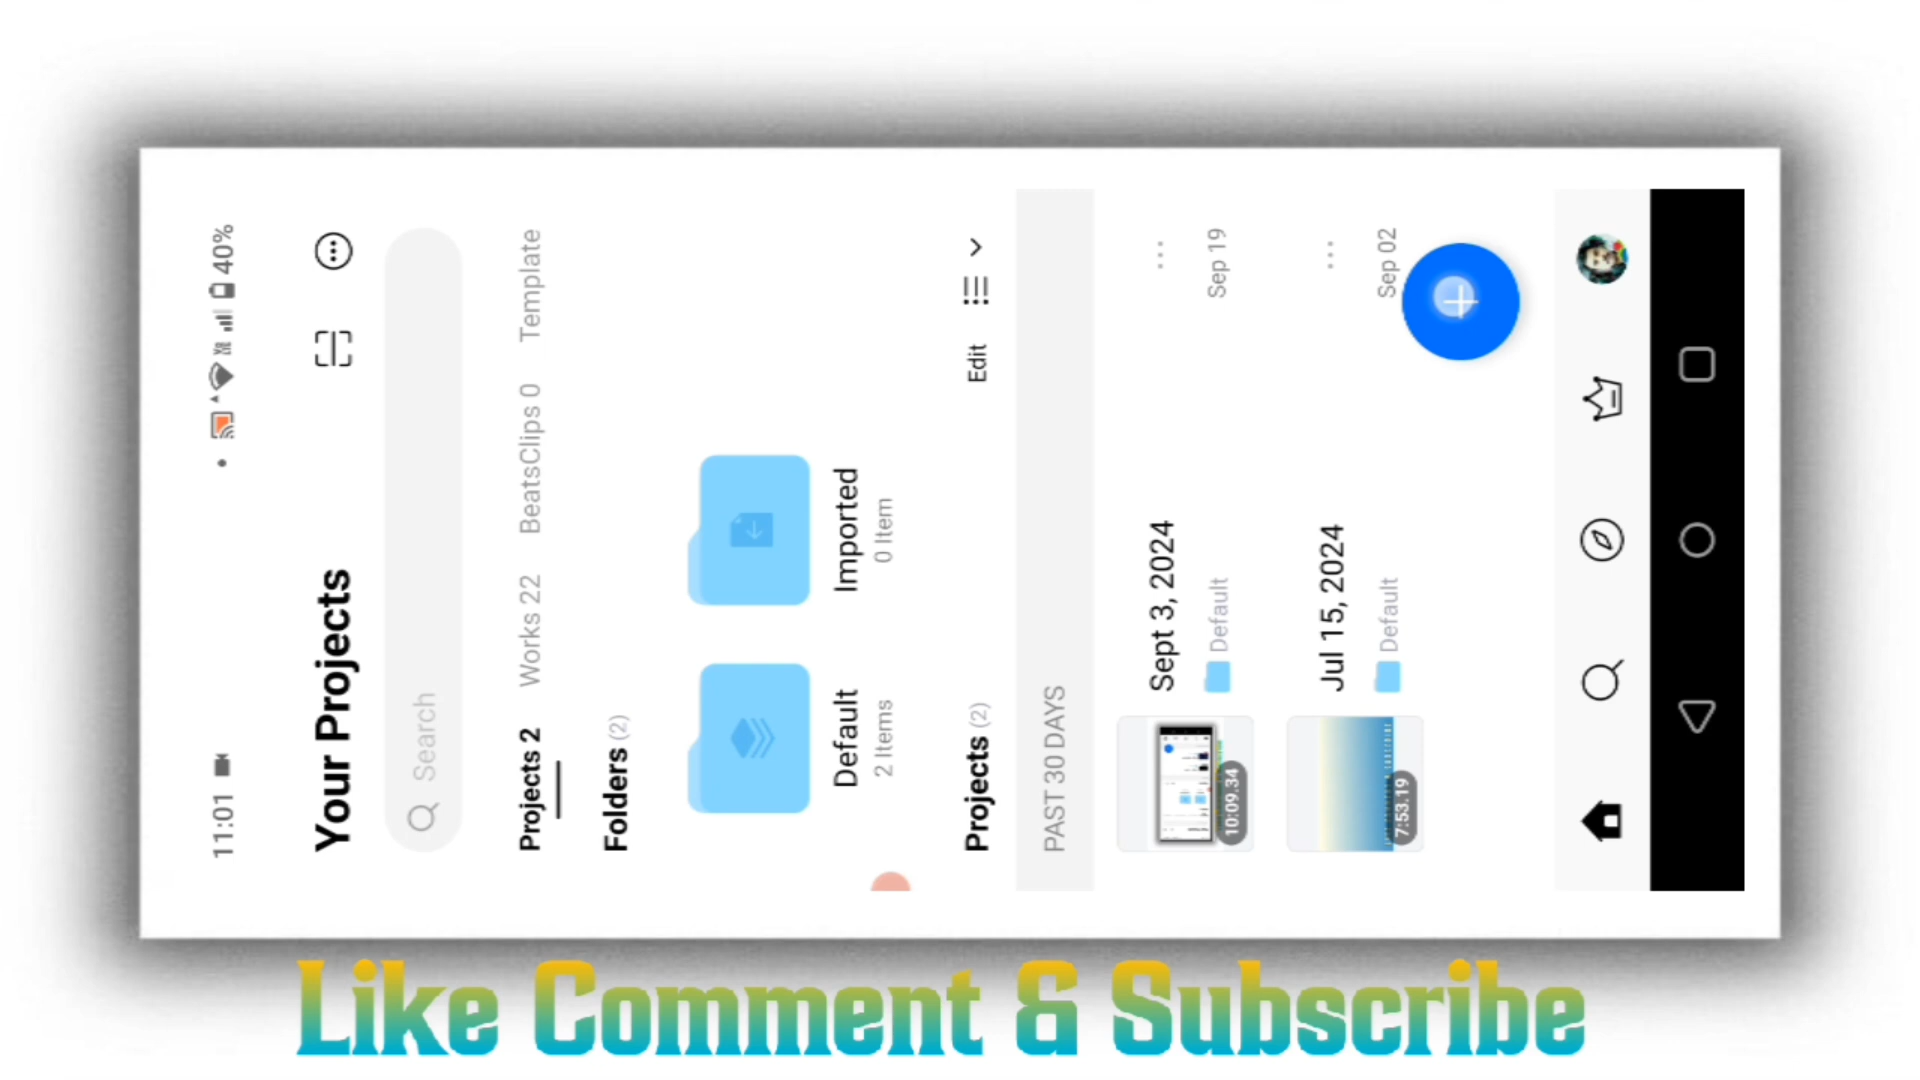 11:01 40%
Your Projects
Search
Projects 2 Works 22 BeatsClips 0 Template
Folders (2)
Default Imported
2 Items 0 Item
Projects (2) Edit
PAST 30 DAYS
Sept 3, 2024
Default Sep 19
10:09.34
Jul 15, 2024
Default Sep 02
7:53.19
Like Comment & Subscribe